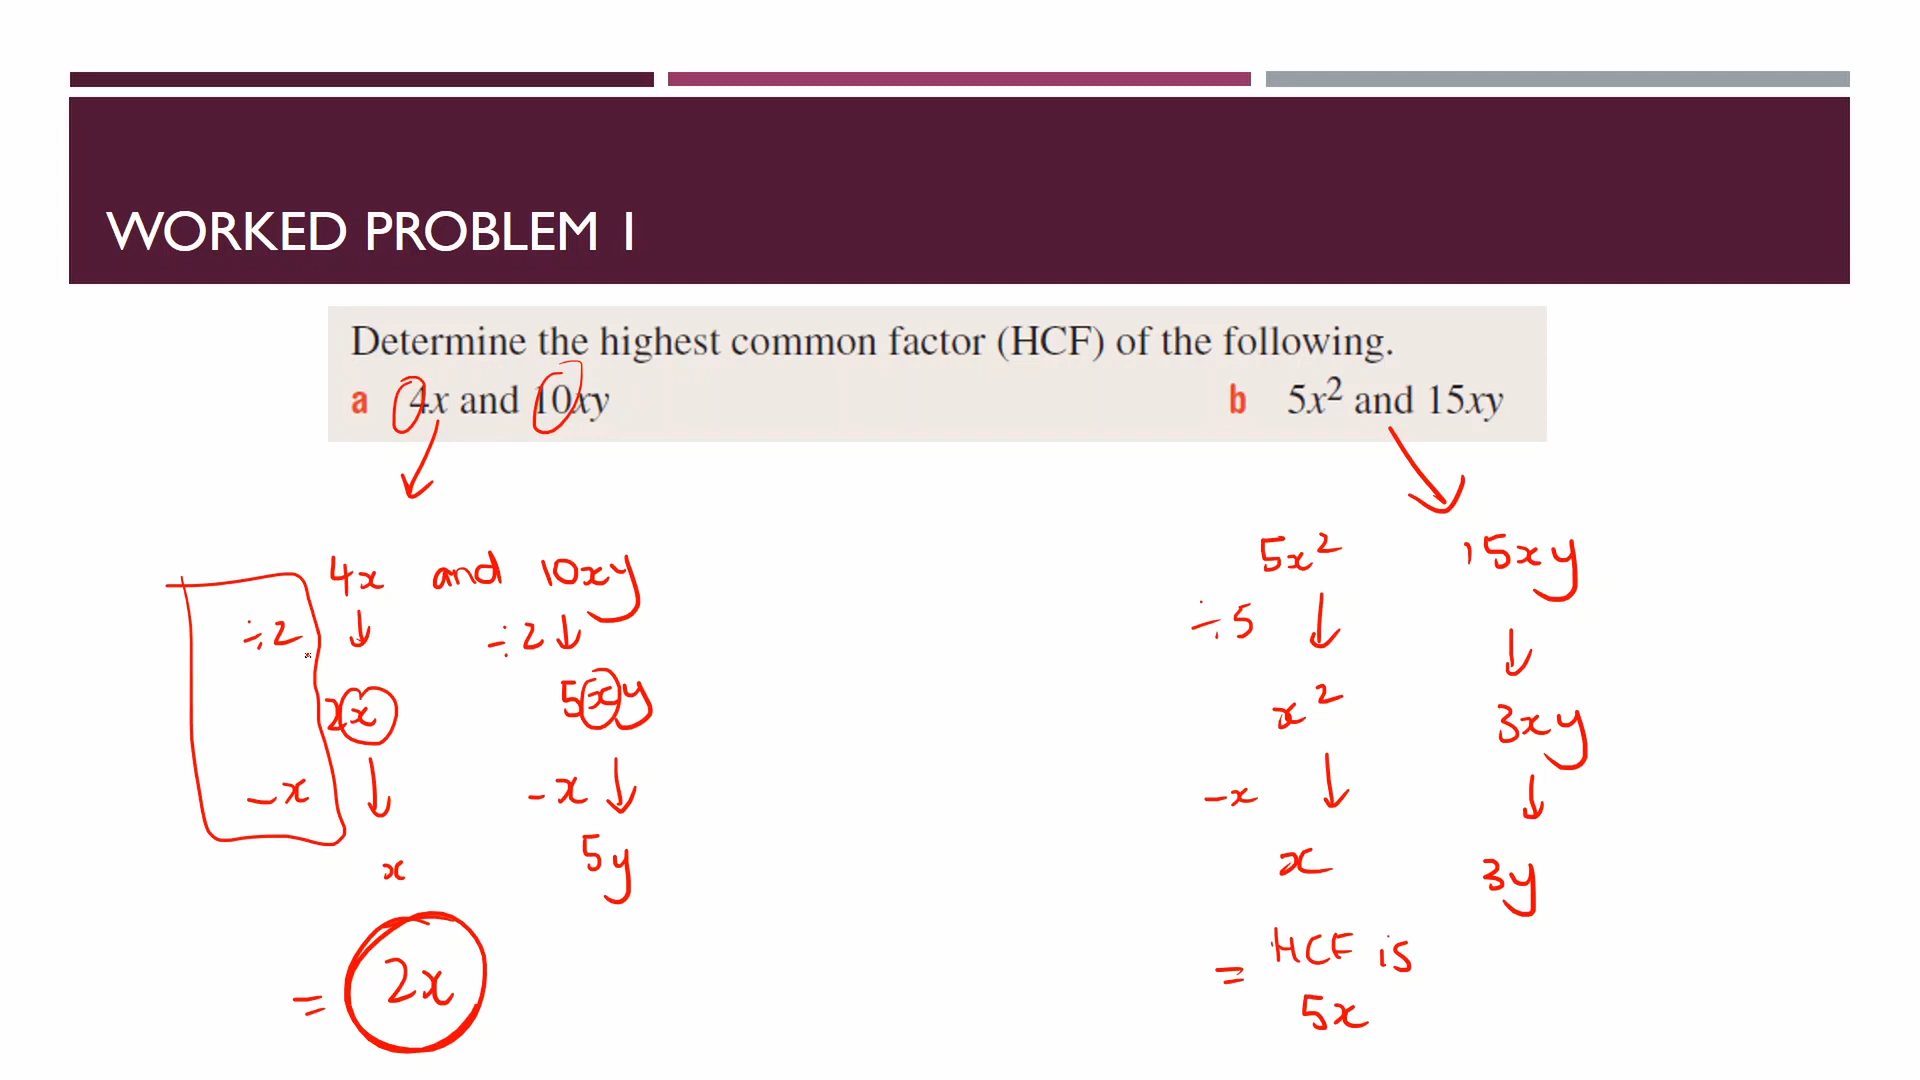 WORKED PROBLEM 1
Determine the highest common factor (HCF) of the following.
a 4x and 10xy
b 5x² and 15xy
4x and 10xy
÷2 ÷2
2x 5xy
-x -x
x 5y
= 2x
5x² 15xy
÷5
x² 3xy
-x
x 3y
= HCF is
5x